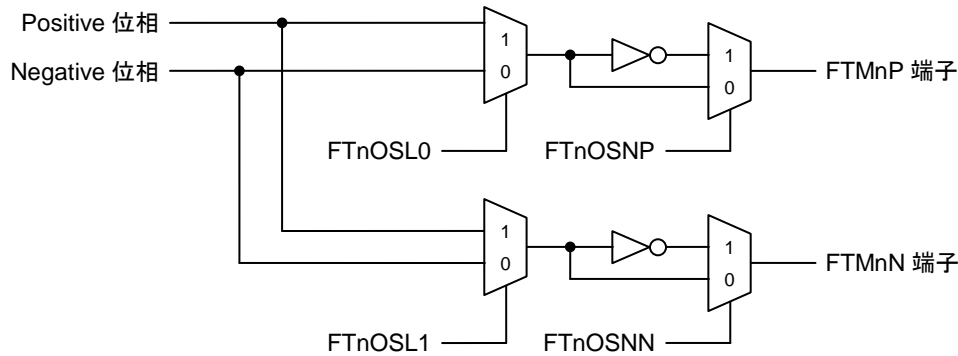 Positive 位相
1
1
Negative 位相
0
0
FTMnP 端子
FTnOSL0
FTnOSNP
1
1
0
0
FTMnN 端子
FTnOSL1
FTnOSNN